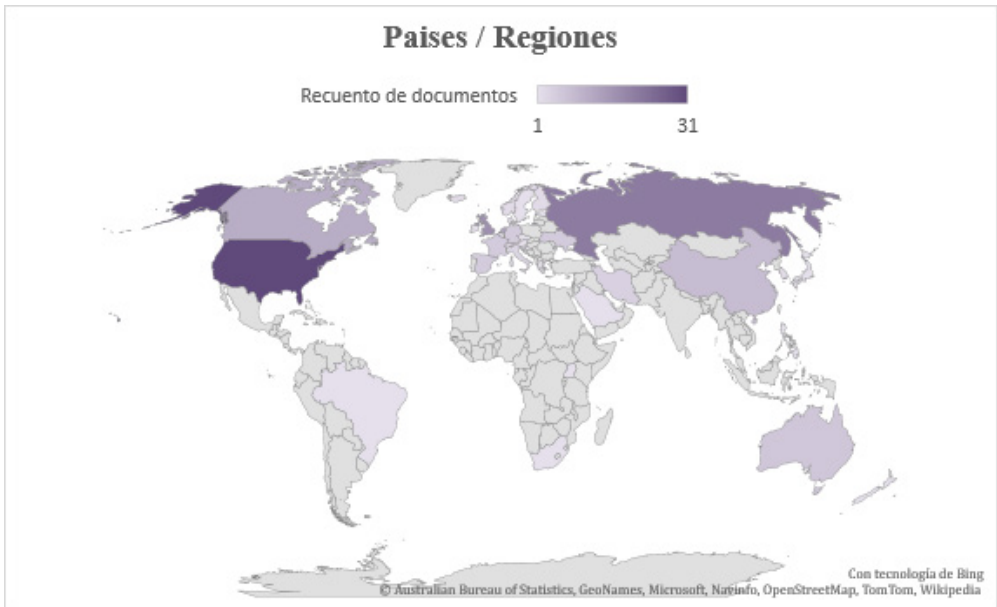 Paises / Regiones
Recuento de documentos
1 31
Con tecnología de Bing
© Australian Bureau of Statistics, GeoNames, Microsoft, Navinfo, OpenStreetMap, TomTom, Wikipedia